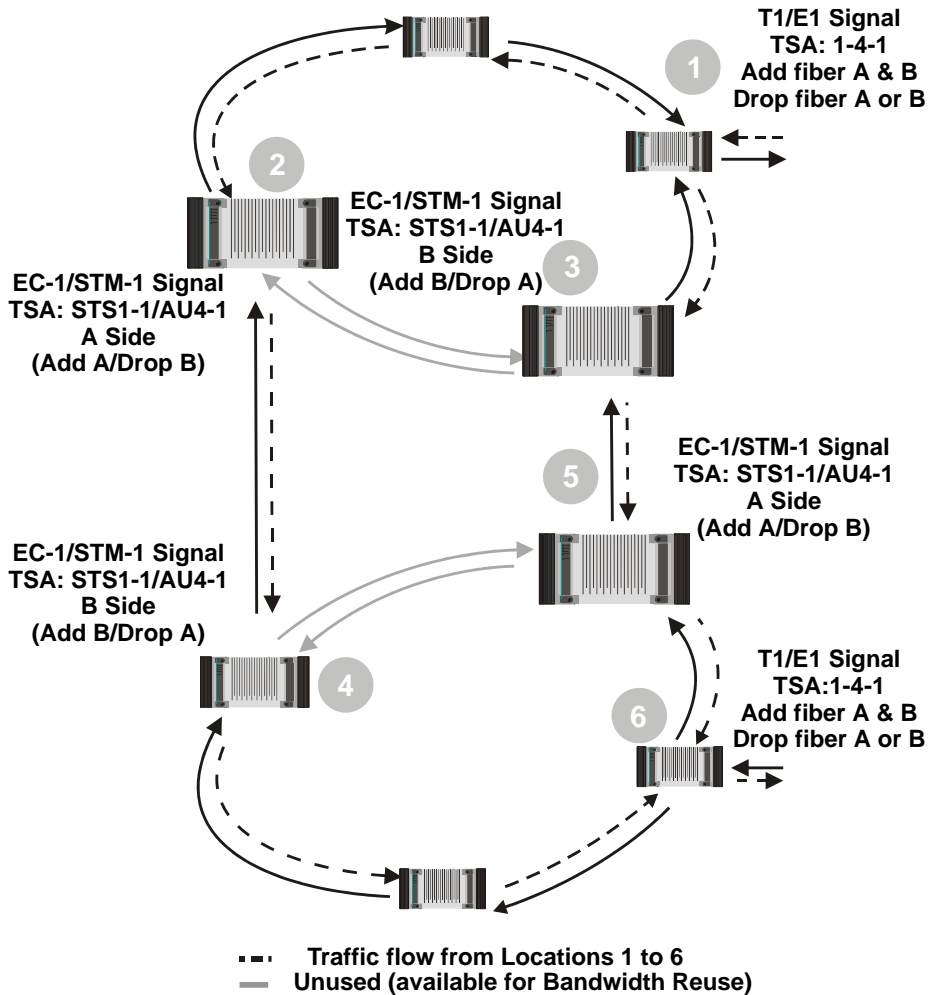 T1/E1 Signal
TSA: 1-4-1
Add fiber A & B
Drop fiber A or B
1
2
EC-1/STM-1 Signal
TSA: STS1-1/AU4-1
B Side
(Add B/Drop A)
3
EC-1/STM-1 Signal
TSA: STS1-1/AU4-1
A Side
(Add A/Drop B)
5
EC-1/STM-1 Signal
TSA: STS1-1/AU4-1
A Side
(Add A/Drop B)
EC-1/STM-1 Signal
TSA: STS1-1/AU4-1
B Side
(Add B/Drop A)
4
T1/E1 Signal
TSA:1-4-1
Add fiber A & B
Drop fiber A or B
6
Traffic flow from Locations 1 to 6
Unused (available for Bandwidth Reuse)